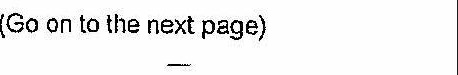 (Go on to the next page)